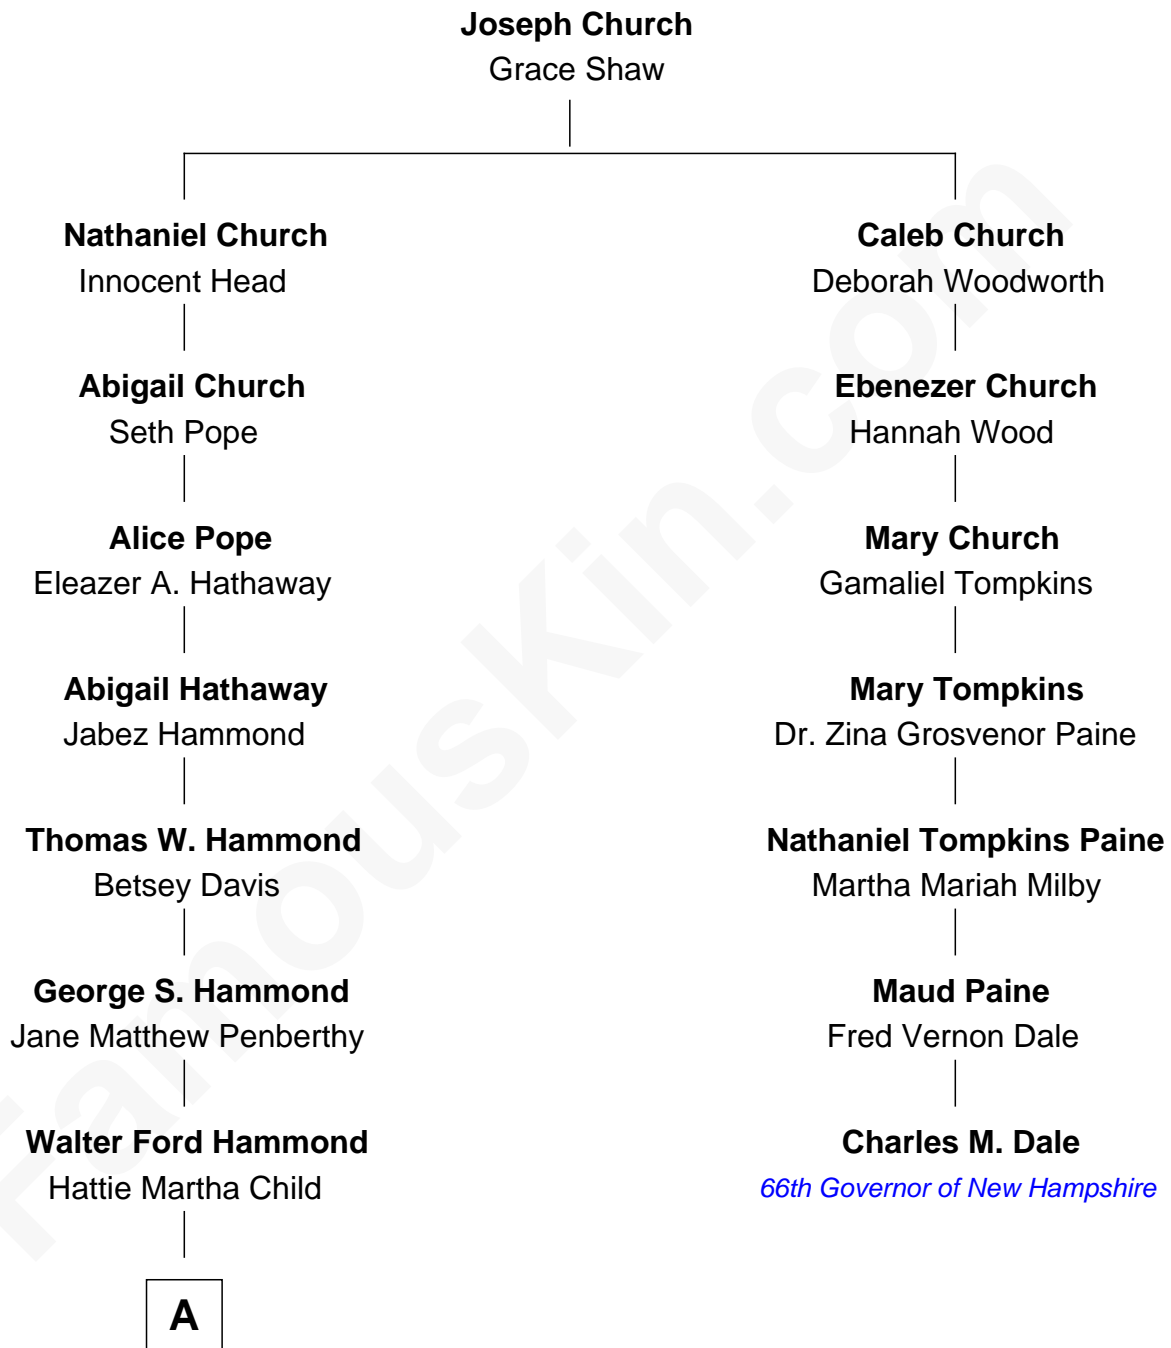 Joseph Church
Grace Shaw
Nathaniel Church
Innocent Head
Caleb Church
Deborah Woodworth
Abigail Church
Seth Pope
Ebenezer Church
Hannah Wood
Alice Pope
Eleazer A. Hathaway
Mary Church
Gamaliel Tompkins
Abigail Hathaway
Jabez Hammond
Mary Tompkins
Dr. Zina Grosvenor Paine
Thomas W. Hammond
Betsey Davis
Nathaniel Tompkins Paine
Martha Mariah Milby
George S. Hammond
Jane Matthew Penberthy
Maud Paine
Fred Vernon Dale
Walter Ford Hammond
Hattie Martha Child
Charles M. Dale
66th Governor of New Hampshire
A
FamousKin.com